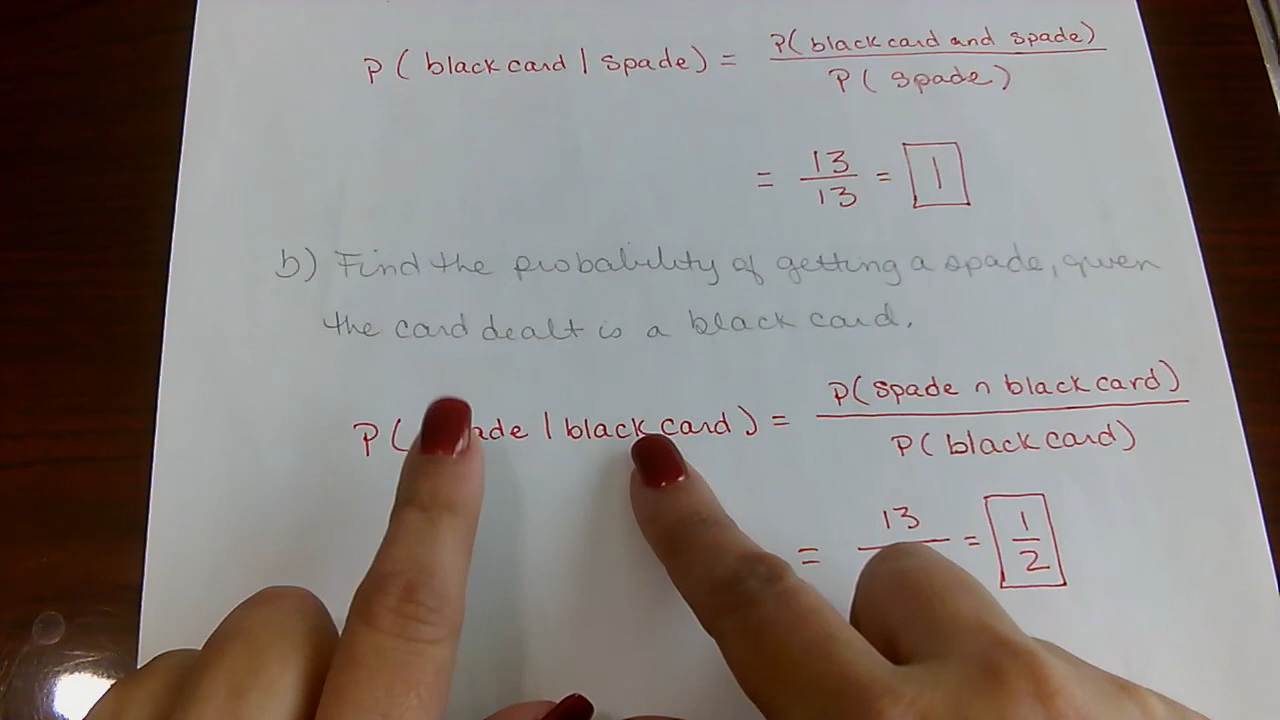 P( black card | spade ) = P( black card and spade ) / P( spade )
= 13/13 = 1
b) Find the probability of getting a spade, given
the card dealt is a black card.
P( ade | black card ) = P( spade ∩ black card ) / P( black card )
= 13/ = 1/2